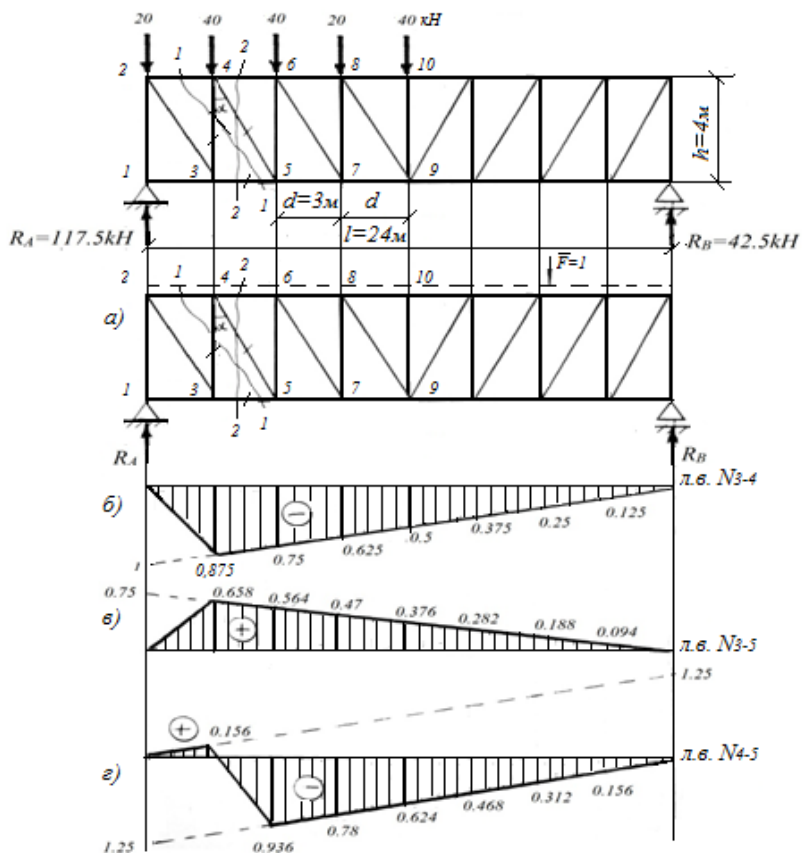 20 40 40 20 40 кН
1 2
2 4 6 8 10
α
h=4м
1 3 5 7 9
2 1
d=3м d
l=24м
R_A=117.5кН R_B=42.5кН
1 2 F̅=1
2 4 6 8 10
α
а)
1 3 5 7 9
2 1
R_A R_B
л.в. N3-4
б) −
0.75 0.625 0.5 0.375 0.25 0.125
1 0,875
0.75 0.658 0.564 0.47 0.376 0.282 0.188 0.094
в) +
л.в. N3-5
1.25
+ 0.156
л.в. N4-5
г) −
1.25 0.936 0.78 0.624 0.468 0.312 0.156